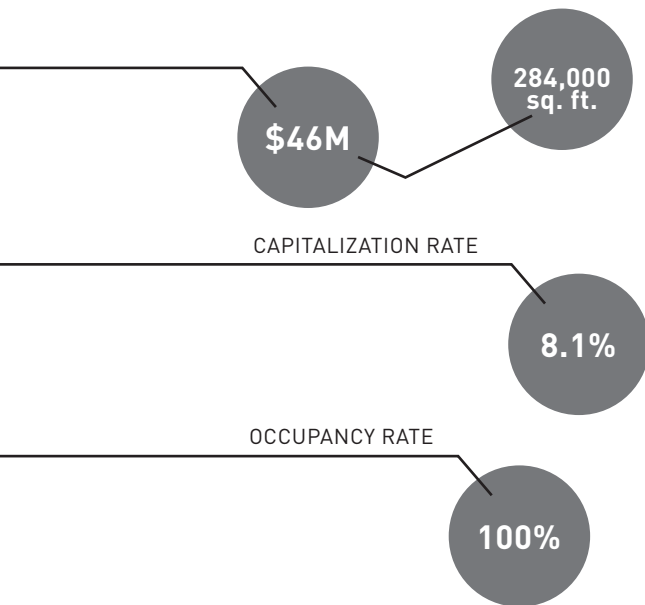 $46M
284,000
sq. ft.
CAPITALIZATION RATE
8.1%
OCCUPANCY RATE
100%